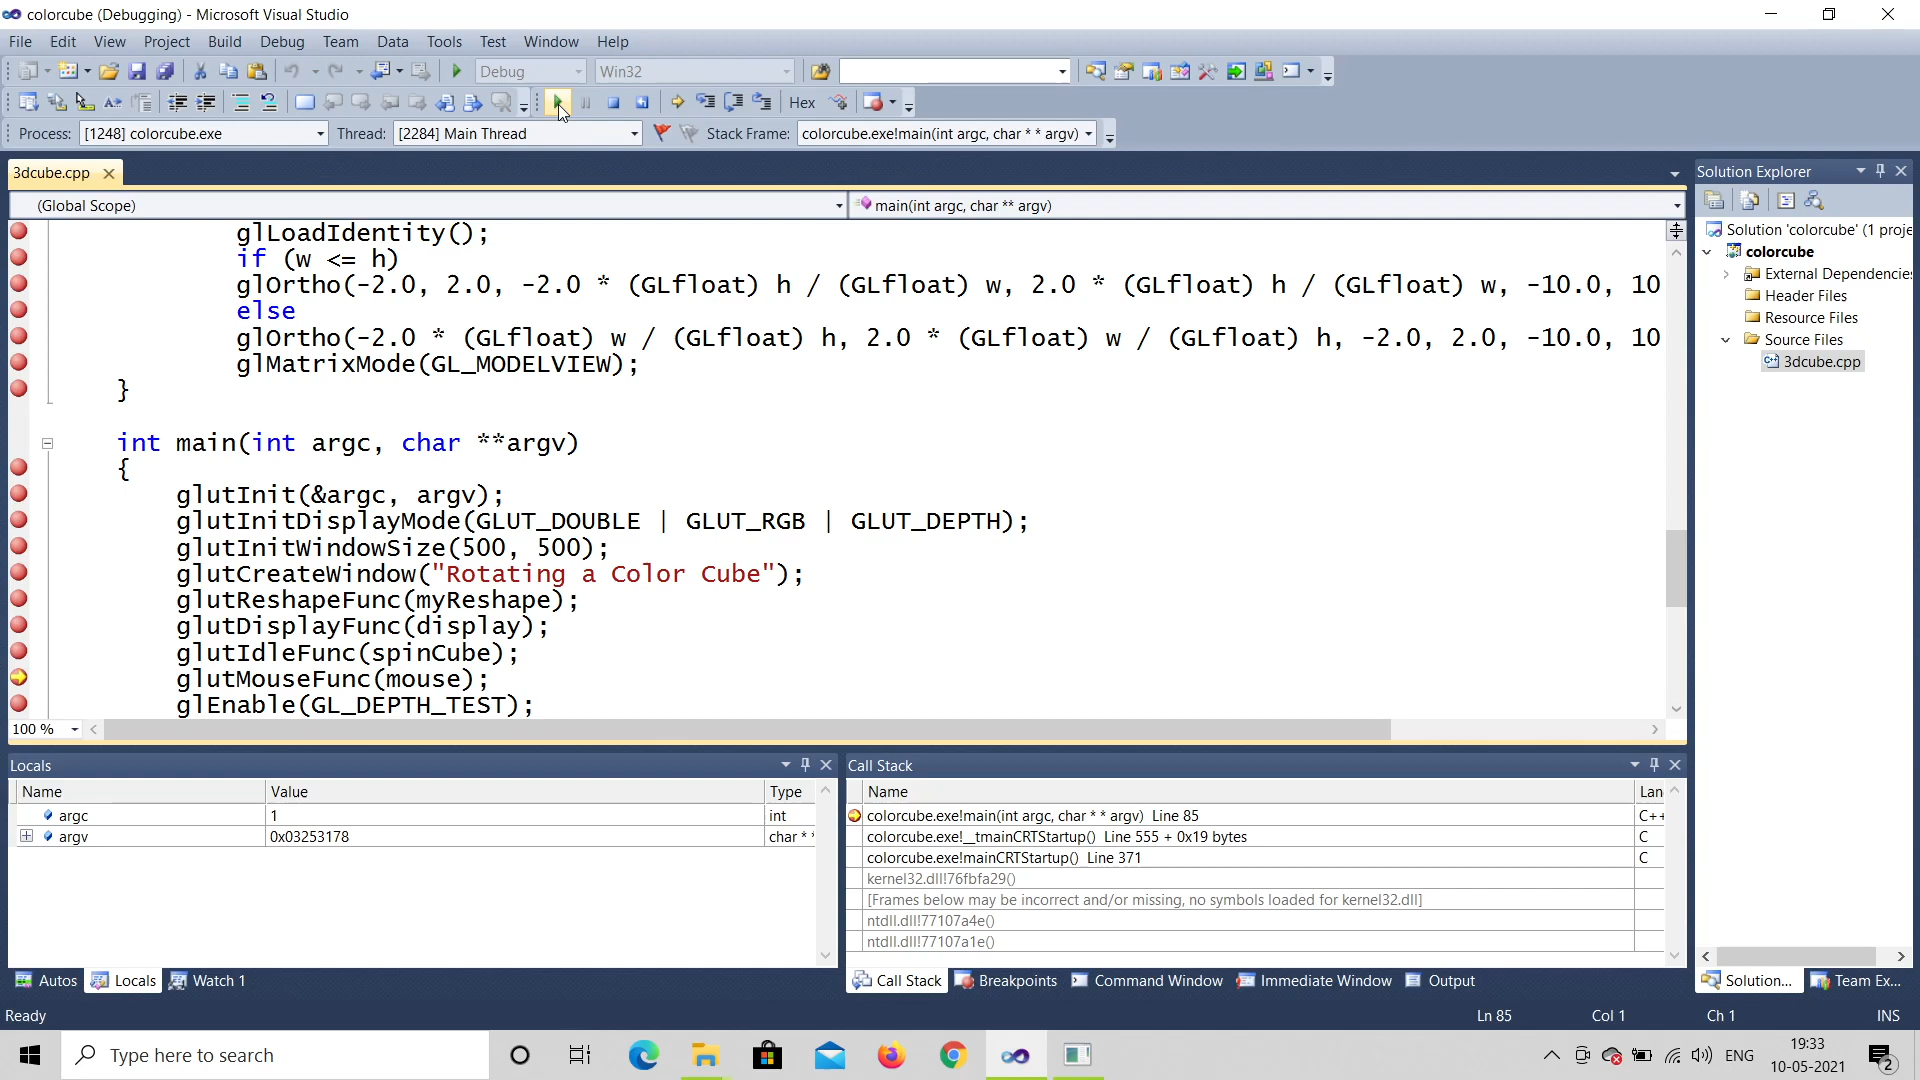 colorcube (Debugging) - Microsoft Visual Studio
File Edit View Project Build Debug Team Data Tools Test Window Help
Debug Win32
Hex
Process: [1248] colorcube.exe Thread: [2284] Main Thread Stack Frame: colorcube.exe!main(int argc, char * * argv)
3dcube.cpp
(Global Scope) main(int argc, char ** argv)
glLoadIdentity();
if (w <= h)
glOrtho(-2.0, 2.0, -2.0 * (GLfloat) h / (GLfloat) w, 2.0 * (GLfloat) h / (GLfloat) w, -10.0, 10
else
glOrtho(-2.0 * (GLfloat) w / (GLfloat) h, 2.0 * (GLfloat) w / (GLfloat) h, -2.0, 2.0, -10.0, 10
glMatrixMode(GL_MODELVIEW);
}
int main(int argc, char **argv)
{
glutInit(&argc, argv);
glutInitDisplayMode(GLUT_DOUBLE | GLUT_RGB | GLUT_DEPTH);
glutInitWindowSize(500, 500);
glutCreateWindow("Rotating a Color Cube");
glutReshapeFunc(myReshape);
glutDisplayFunc(display);
glutIdleFunc(spinCube);
glutMouseFunc(mouse);
glEnable(GL_DEPTH_TEST);
100 %
Solution Explorer
Solution 'colorcube' (1 proje
colorcube
External Dependencies
Header Files
Resource Files
Source Files
3dcube.cpp
Locals
Name Value Type
argc 1 int
argv 0x03253178 char * *
Autos Locals Watch 1
Call Stack
Name Lan
colorcube.exe!main(int argc, char * * argv) Line 85 C++
colorcube.exe!__tmainCRTStartup() Line 555 + 0x19 bytes C
colorcube.exe!mainCRTStartup() Line 371 C
kernel32.dll!76fbfa29()
[Frames below may be incorrect and/or missing, no symbols loaded for kernel32.dll]
ntdll.dll!77107a4e()
ntdll.dll!77107a1e()
Call Stack Breakpoints Command Window Immediate Window Output
Solution... Team Ex...
Ready Ln 85 Col 1 Ch 1 INS
Type here to search
ENG
19:33
10-05-2021
2